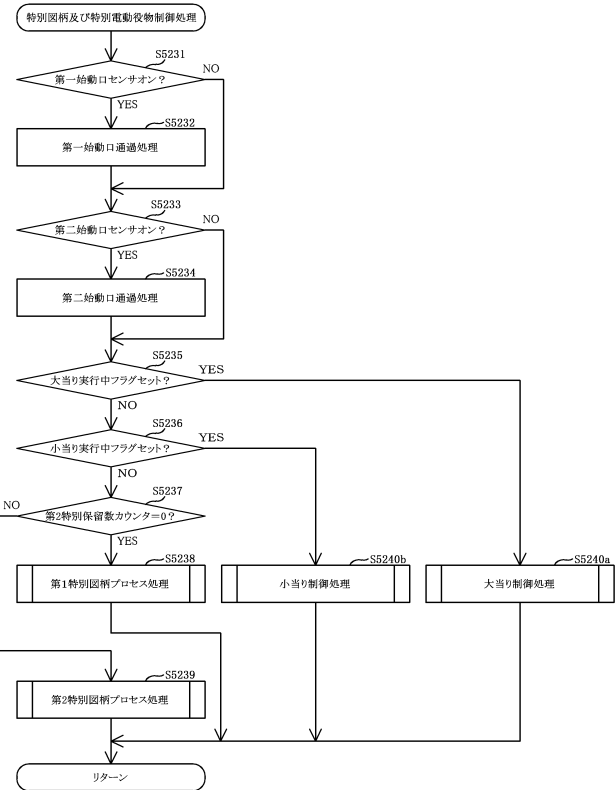 特別図柄及び特別電動役物制御処理
S5231
第一始動口センサオン？
NO
YES
S5232
第一始動口通過処理
S5233
第二始動口センサオン？
NO
YES
S5234
第二始動口通過処理
S5235
大当り実行中フラグセット？
YES
NO
S5236
小当り実行中フラグセット？
YES
NO
S5237
NO
第2特別保留数カウンタ=0？
YES
S5238
第1特別図柄プロセス処理
S5240b
小当り制御処理
S5240a
大当り制御処理
S5239
第2特別図柄プロセス処理
リターン